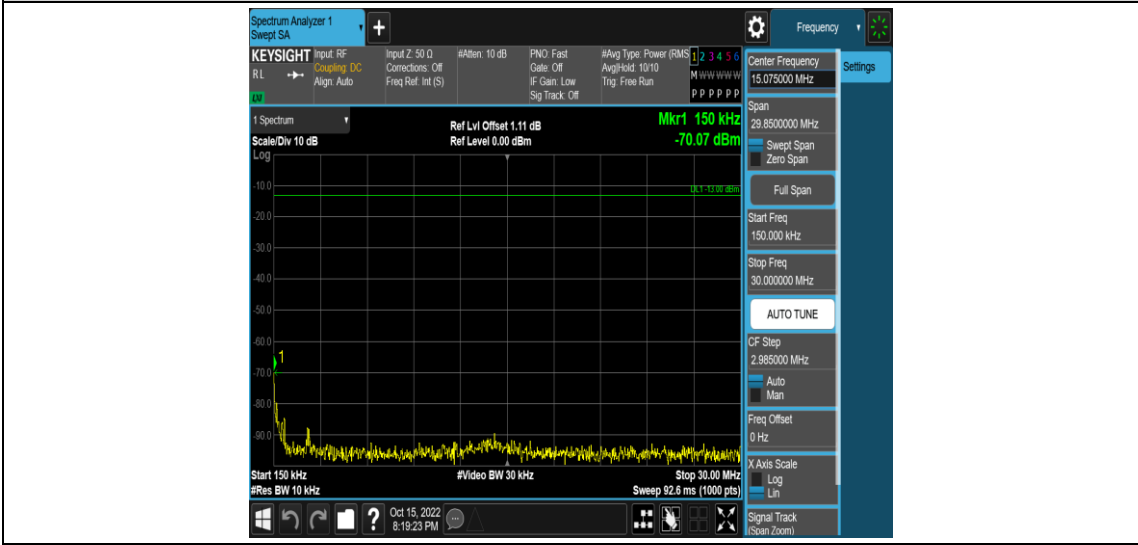 Spectrum Analyzer 1
Swept SA
+
Frequency
KEYSIGHT
RL
Input: RF
Coupling: DC
Align: Auto
Input Z: 50 Ω
Corrections: Off
Freq Ref: Int (S)
#Atten: 10 dB
PNO: Fast
Gate: Off
IF Gain: Low
Sig Track: Off
#Avg Type: Power (RMS
Avg|Hold: 10/10
Trig: Free Run
1 2 3 4 5 6
M W W W W W
P P P P P P
1 Spectrum
Scale/Div 10 dB
Log
Ref Lvl Offset 1.11 dB
Ref Level 0.00 dBm
Mkr1 150 kHz
-70.07 dBm
DL1 -13.00 dBm
-10.0
-20.0
-30.0
-40.0
-50.0
-60.0
-70.0
-80.0
-90.0
1
Start 150 kHz
#Res BW 10 kHz
#Video BW 30 kHz
Stop 30.00 MHz
Sweep 92.6 ms (1000 pts)
?
Oct 15, 2022
8:19:23 PM
Center Frequency
15.075000 MHz
Settings
Span
29.8500000 MHz
Swept Span
Zero Span
Full Span
Start Freq
150.000 kHz
Stop Freq
30.000000 MHz
AUTO TUNE
CF Step
2.985000 MHz
Auto
Man
Freq Offset
0 Hz
X Axis Scale
Log
Lin
Signal Track
(Span Zoom)